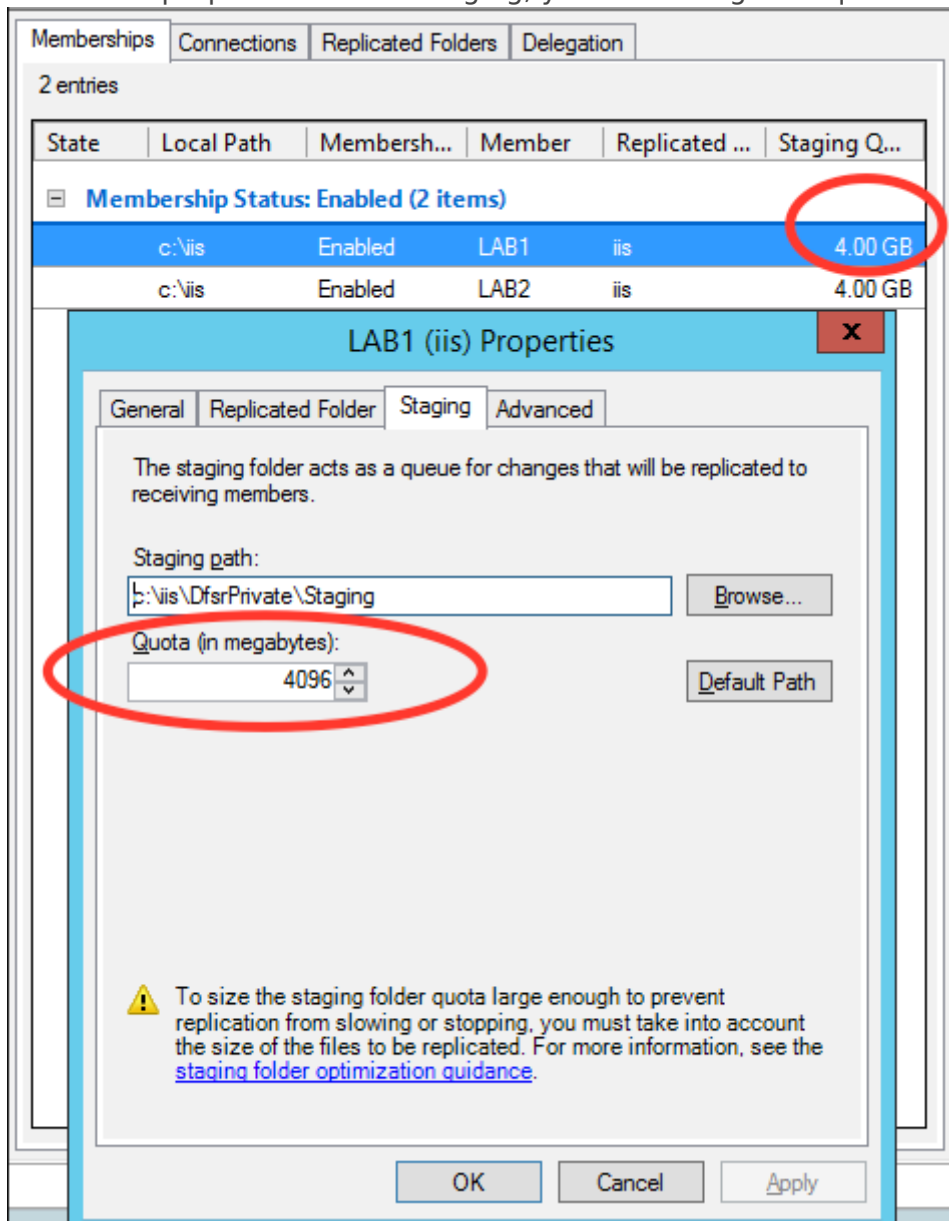 Memberships Connections Replicated Folders Delegation
2 entries
State Local Path Membersh... Member Replicated ... Staging Q...
Membership Status: Enabled (2 items)
c:\iis Enabled LAB1 iis 4.00 GB
c:\iis Enabled LAB2 iis 4.00 GB
LAB1 (iis) Properties
x
General Replicated Folder Staging Advanced
The staging folder acts as a queue for changes that will be replicated to
receiving members.
Staging path:
c:\iis\DfsrPrivate\Staging Browse...
Quota (in megabytes):
4096 Default Path
To size the staging folder quota large enough to prevent
replication from slowing or stopping, you must take into account
the size of the files to be replicated. For more information, see the
staging folder optimization guidance.
OK Cancel Apply